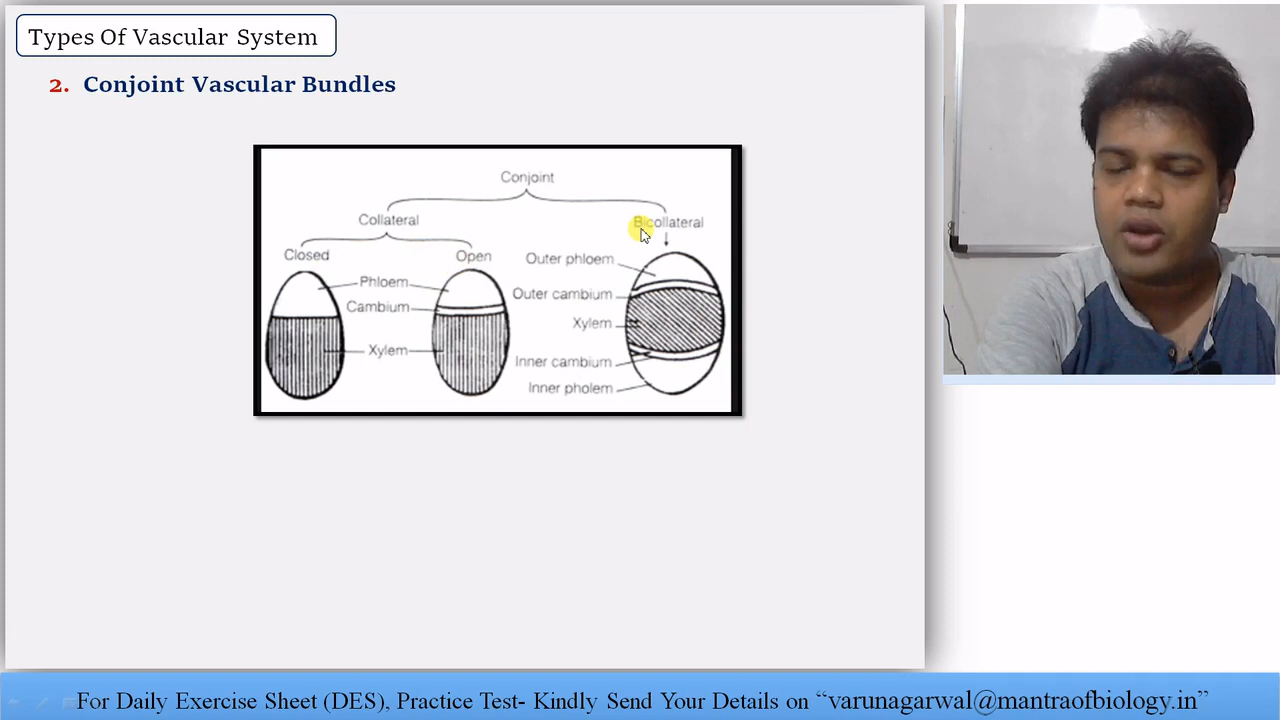 Types Of Vascular System
2. Conjoint Vascular Bundles
Conjoint
Collateral
Bicollateral
Closed
Open
Outer phloem
Phloem
Outer cambium
Cambium
Xylem
Xylem
Inner cambium
Inner pholem
For Daily Exercise Sheet (DES), Practice Test- Kindly Send Your Details on “varunagarwal@mantraofbiology.in”